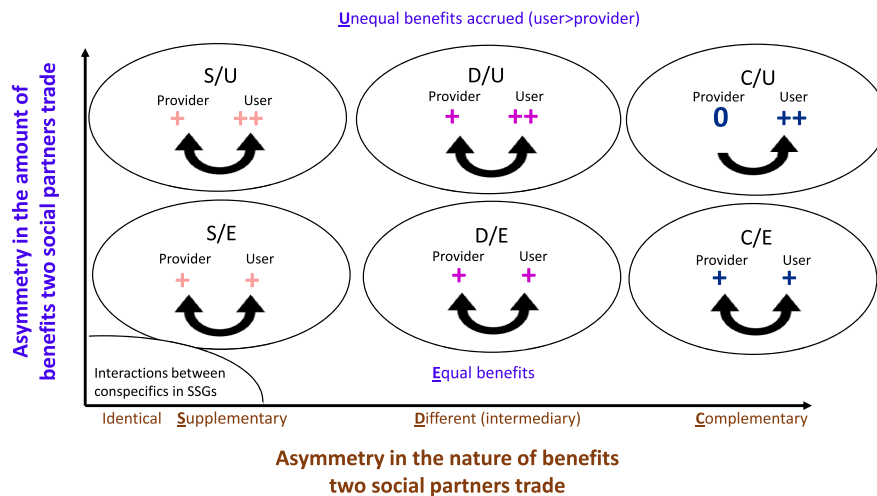 Unequal benefits accrued (user>provider)
Asymmetry in the amount of
benefits two social partners trade
S/U
Provider User
+ ++
D/U
Provider User
+ ++
C/U
Provider User
0 ++
S/E
Provider User
+ +
D/E
Provider User
+ +
C/E
Provider User
+ +
Interactions between
conspecifics in SSGs
Equal benefits
Identical Supplementary Different (intermediary) Complementary
Asymmetry in the nature of benefits
two social partners trade